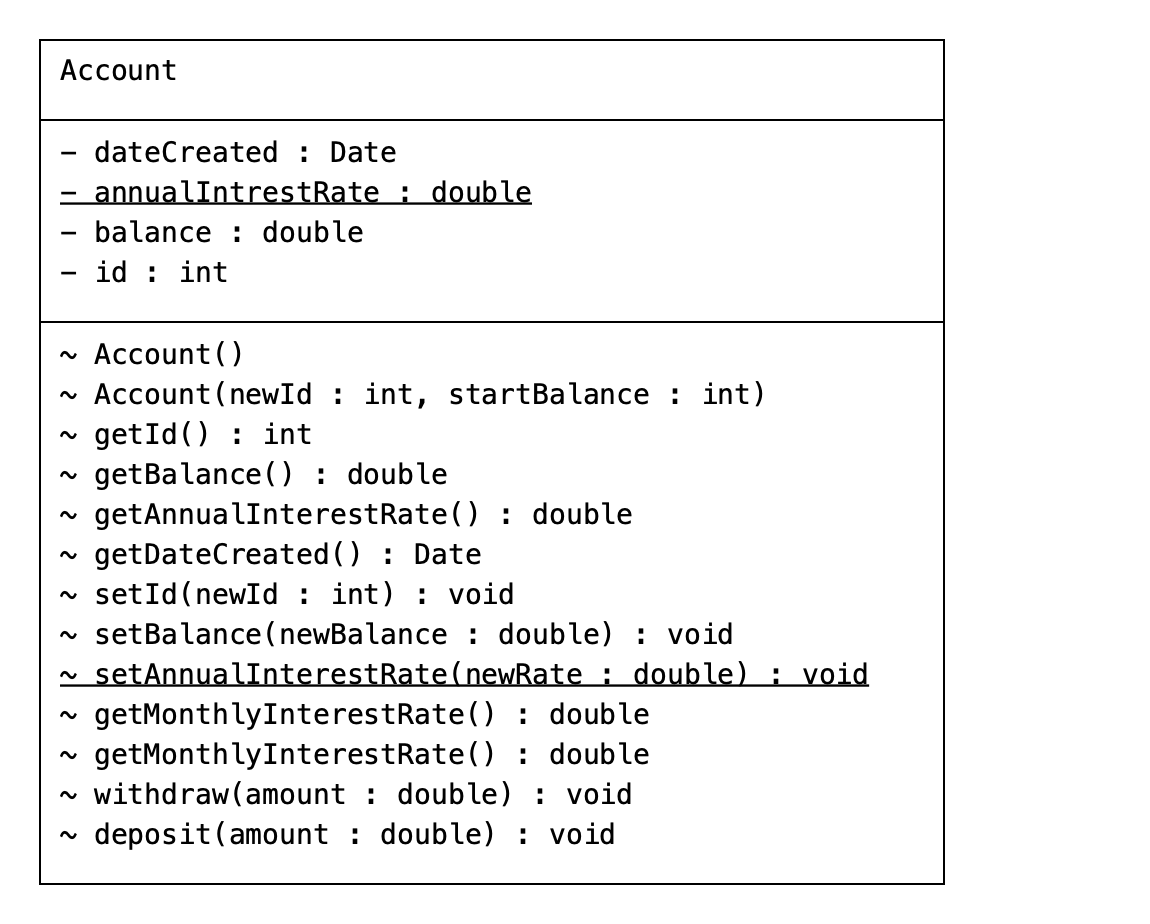 Account
– dateCreated : Date
– annualIntrestRate : double
– balance : double
– id : int
~ Account()
~ Account(newId : int, startBalance : int)
~ getId() : int
~ getBalance() : double
~ getAnnualInterestRate() : double
~ getDateCreated() : Date
~ setId(newId : int) : void
~ setBalance(newBalance : double) : void
~ setAnnualInterestRate(newRate : double) : void
~ getMonthlyInterestRate() : double
~ getMonthlyInterestRate() : double
~ withdraw(amount : double) : void
~ deposit(amount : double) : void